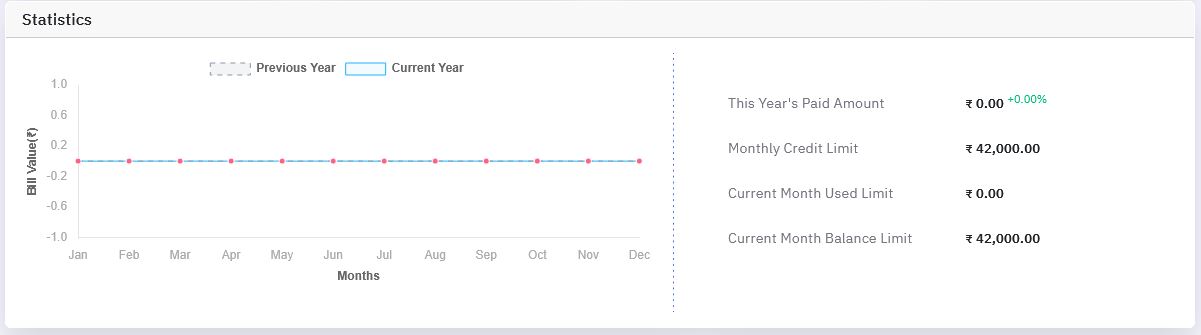 Statistics
Previous Year Current Year
1.0
0.6
0.2
-0.2
-0.6
-1.0
Bill Value(₹)
Jan Feb Mar Apr May Jun Jul Aug Sep Oct Nov Dec
Months
This Year's Paid Amount ₹ 0.00 +0.00%
Monthly Credit Limit ₹ 42,000.00
Current Month Used Limit ₹ 0.00
Current Month Balance Limit ₹ 42,000.00